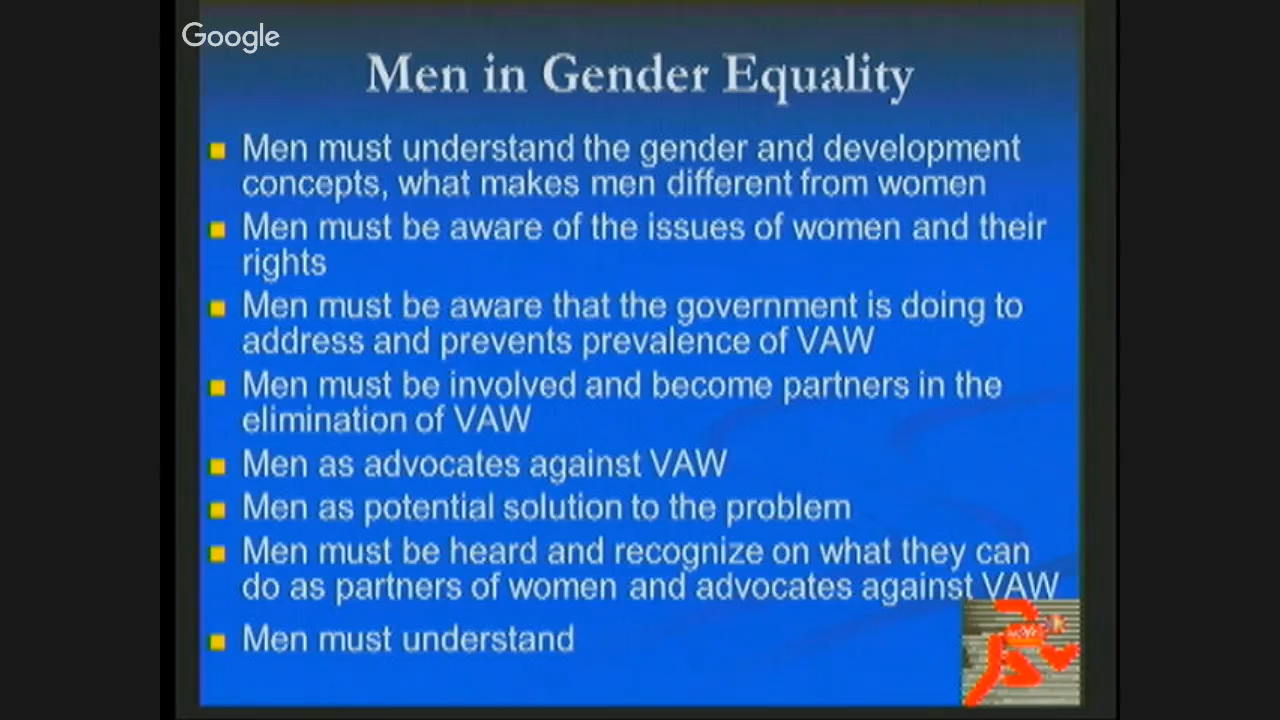 Google
Men in Gender Equality
Men must understand the gender and development
concepts, what makes men different from women
Men must be aware of the issues of women and their
rights
Men must be aware that the government is doing to
address and prevents prevalence of VAW
Men must be involved and become partners in the
elimination of VAW
Men as advocates against VAW
Men as potential solution to the problem
Men must be heard and recognize on what they can
do as partners of women and advocates against VAW
Men must understand